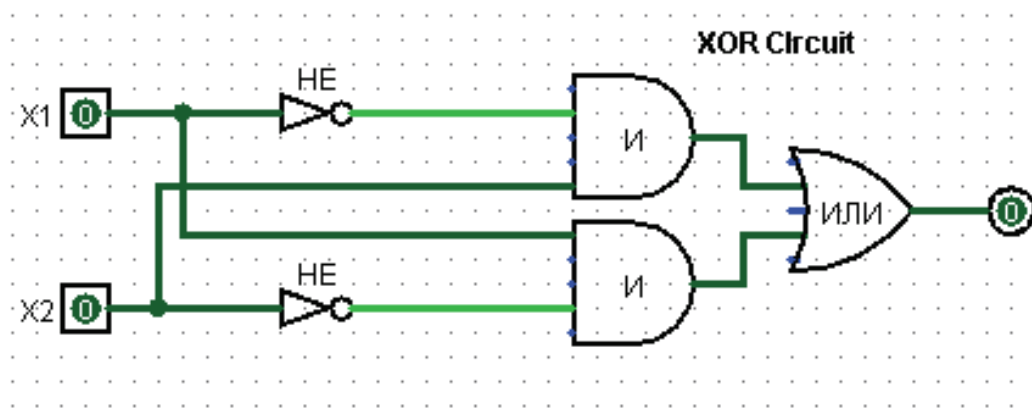 XOR CIrcuit
НЕ
X1 0
И
ИЛИ 0
НЕ
И
X2 0